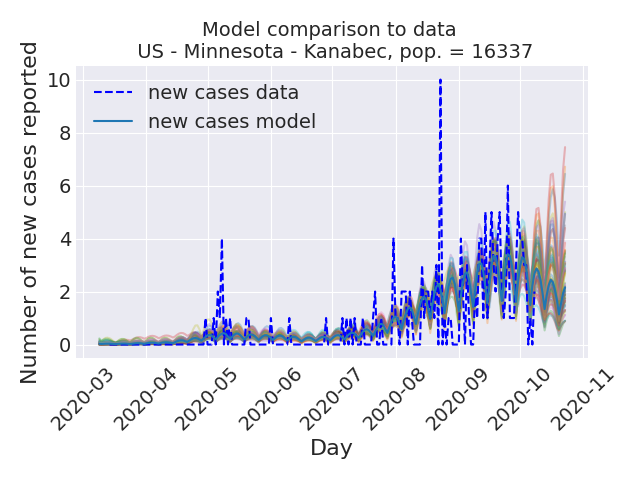 Model comparison to data
US - Minnesota - Kanabec, pop. = 16337
Number of new cases reported
10
8
6
4
2
0
new cases data
new cases model
2020-03
2020-04
2020-05
2020-06
2020-07
2020-08
2020-09
2020-10
2020-11
Day